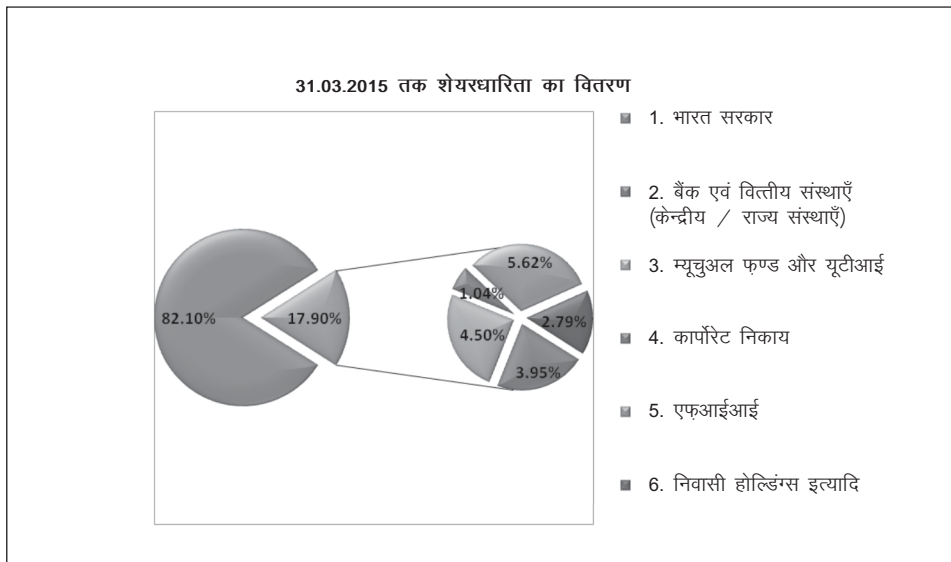 31.03.2015 तक शेयरधारिता का वितरण
1. भारत सरकार
2. बैंक एवं वित्तीय संस्थाएँ
(केन्द्रीय / राज्य संस्थाएँ)
3. म्यूचुअल फ़ण्ड और यूटीआई
4. कार्पोरेट निकाय
5. एफ़आईआई
6. निवासी होल्डिंग्स इत्यादि
82.10%
17.90%
5.62%
1.04%
2.79%
4.50%
3.95%